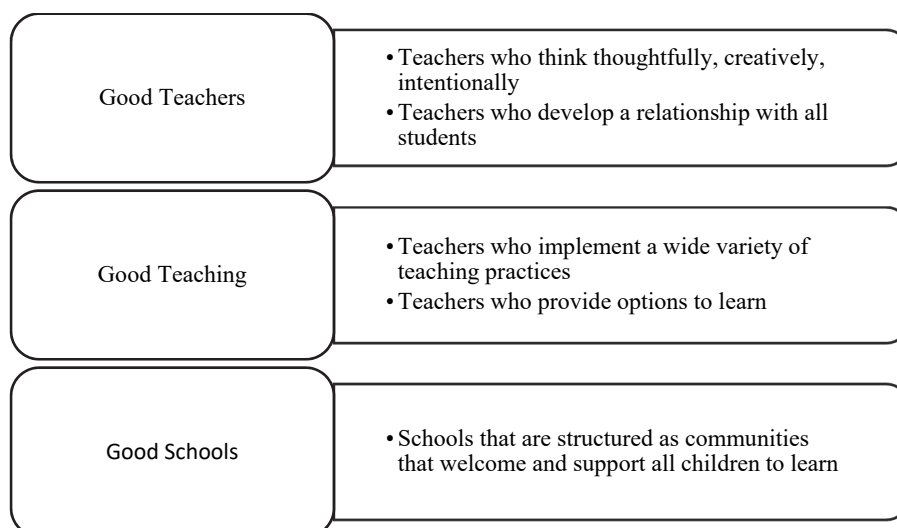 Good Teachers
• Teachers who think thoughtfully, creatively,
intentionally
• Teachers who develop a relationship with all
students
Good Teaching
• Teachers who implement a wide variety of
teaching practices
• Teachers who provide options to learn
Good Schools
• Schools that are structured as communities
that welcome and support all children to learn